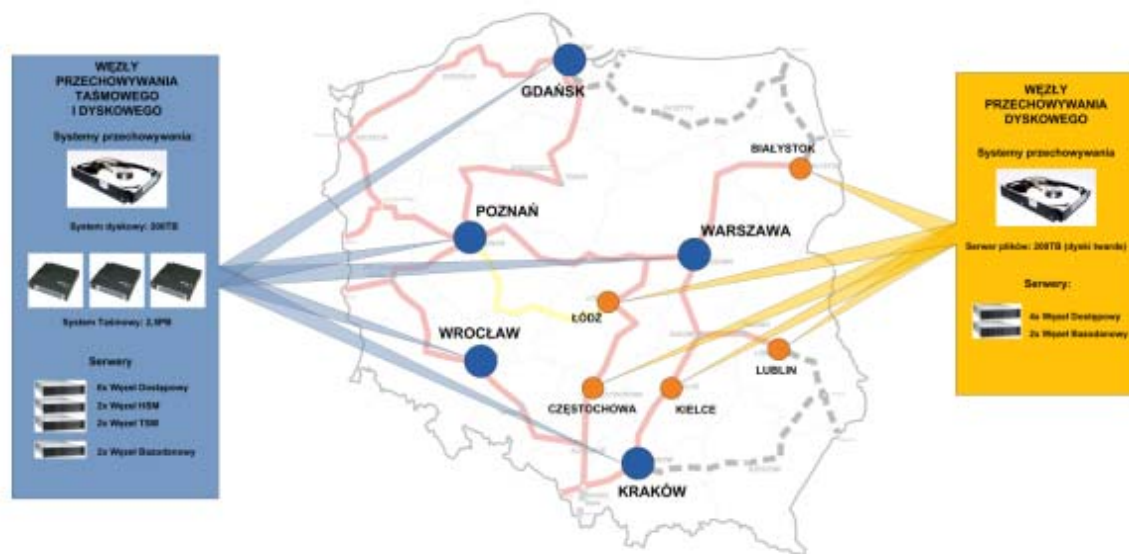 WĘZŁY
PRZECHOWYWANIA
TAŚMOWEGO
I DYSKOWEGO
Systemy przechowywania:
System dyskowy: 200TB
System Taśmowy: 2,5PB
Serwery
6x Węzeł Dostępowy
2x Węzeł HSM
2x Węzeł TSM
2x Węzeł Bazodanowy
GDAŃSK
BIAŁYSTOK
POZNAŃ
WARSZAWA
ŁÓDŹ
WROCŁAW
LUBLIN
CZĘSTOCHOWA
KIELCE
KRAKÓW
WĘZŁY
PRZECHOWYWANIA
DYSKOWEGO
Systemy przechowywania
Serwer plików: 200TB (dyski twarde)
Serwery:
4x Węzeł Dostępowy
2x Węzeł Bazodanowy